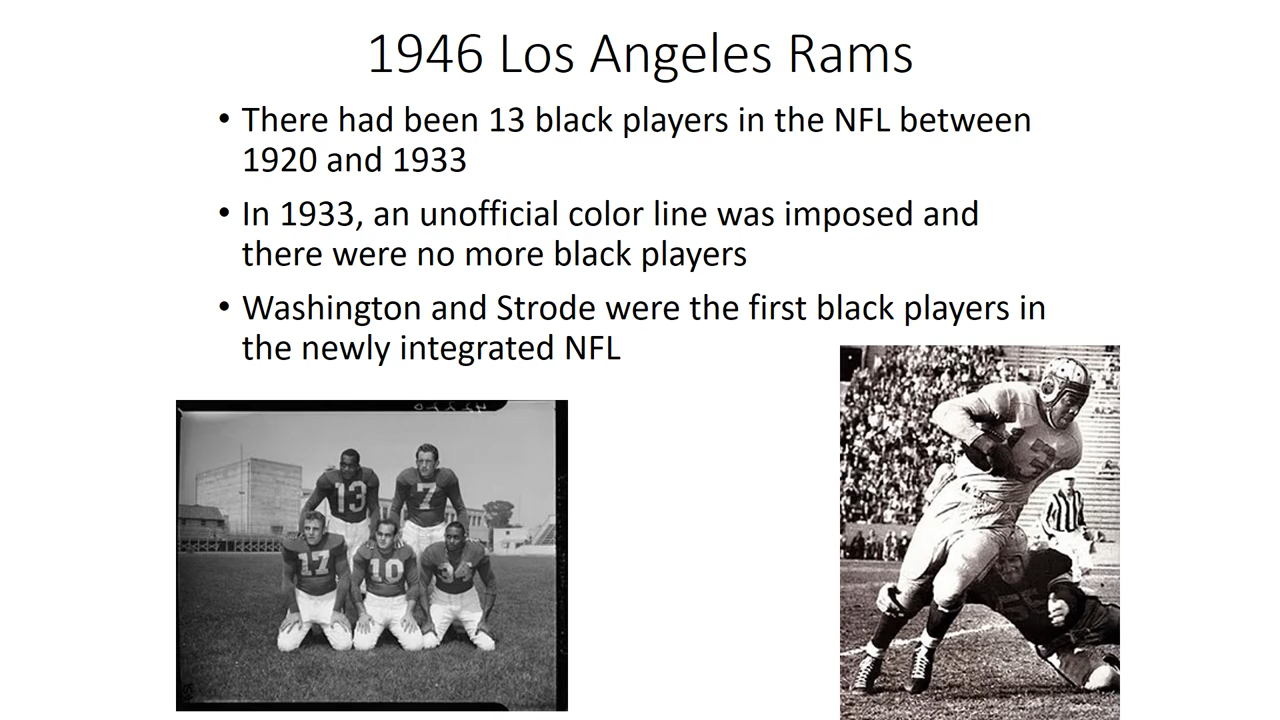 1946 Los Angeles Rams
• There had been 13 black players in the NFL between
1920 and 1933
• In 1933, an unofficial color line was imposed and
there were no more black players
• Washington and Strode were the first black players in
the newly integrated NFL
13
7
17
10
34
13
55